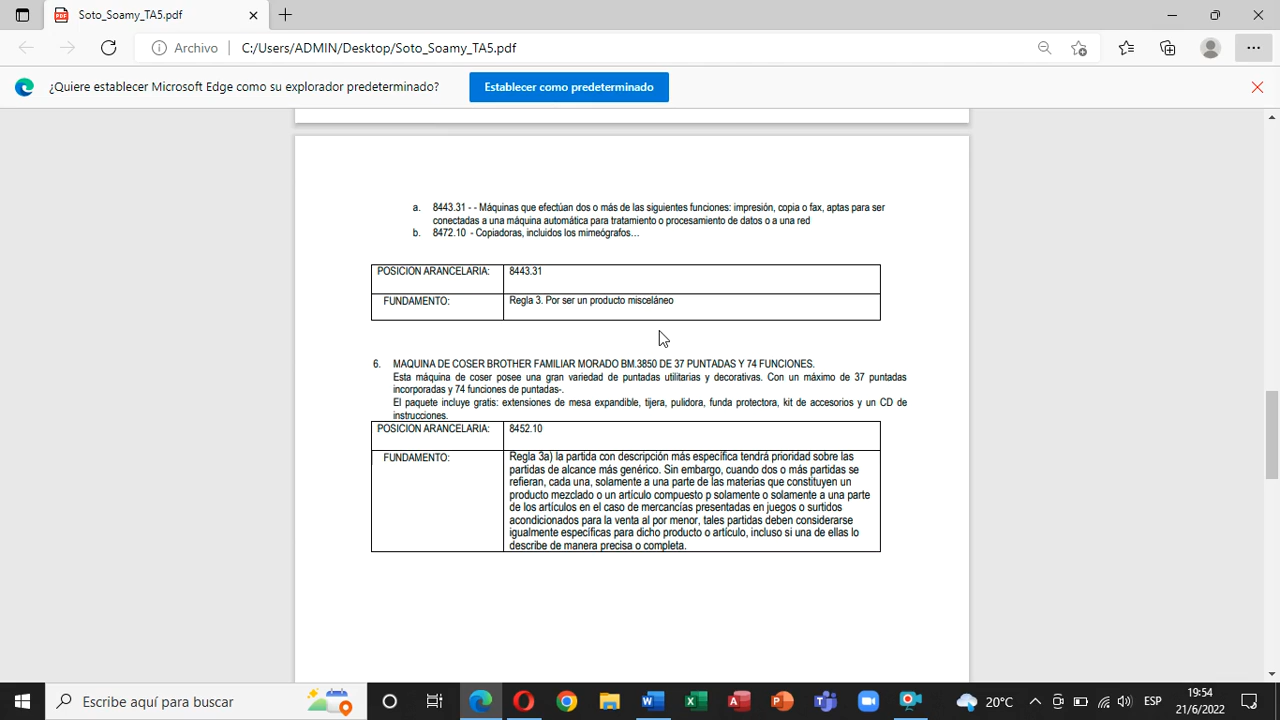 Soto_Soamy_TA5.pdf
Archivo
C:/Users/ADMIN/Desktop/Soto_Soamy_TA5.pdf
¿Quiere establecer Microsoft Edge como su explorador predeterminado?
Establecer como predeterminado
a. 8443.31 - - Máquinas que efectúan dos o más de las siguientes funciones: impresión, copia o fax, aptas para ser
conectadas a una máquina automática para tratamiento o procesamiento de datos o a una red
b. 8472.10 - Copiadoras, incluidos los mimeógrafos…
POSICION ARANCELARIA: 8443.31
FUNDAMENTO: Regla 3. Por ser un producto misceláneo
6. MAQUINA DE COSER BROTHER FAMILIAR MORADO BM.3850 DE 37 PUNTADAS Y 74 FUNCIONES.
Esta máquina de coser posee una gran variedad de puntadas utilitarias y decorativas. Con un máximo de 37 puntadas
incorporadas y 74 funciones de puntadas-.
El paquete incluye gratis: extensiones de mesa expandible, tijera, pulidora, funda protectora, kit de accesorios y un CD de
instrucciones.
POSICION ARANCELARIA: 8452.10
FUNDAMENTO: Regla 3a) la partida con descripción más específica tendrá prioridad sobre las
partidas de alcance más genérico. Sin embargo, cuando dos o más partidas se
refieran, cada una, solamente a una parte de las materias que constituyen un
producto mezclado o un artículo compuesto p solamente o solamente a una parte
de los artículos en el caso de mercancías presentadas en juegos o surtidos
acondicionados para la venta al por menor, tales partidas deben considerarse
igualmente específicas para dicho producto o artículo, incluso si una de ellas lo
describe de manera precisa o completa.
Escribe aquí para buscar
20°C
ESP
19:54
21/6/2022